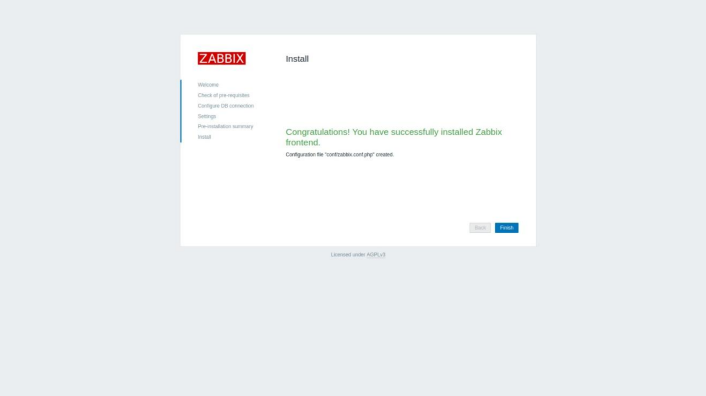 ZABBIX
Install
Welcome
Check of pre-requisites
Configure DB connection
Settings
Pre-installation summary
Install
Congratulations! You have successfully installed Zabbix
frontend.
Configuration file "conf/zabbix.conf.php" created.
Back
Finish
Licensed under AGPLv3